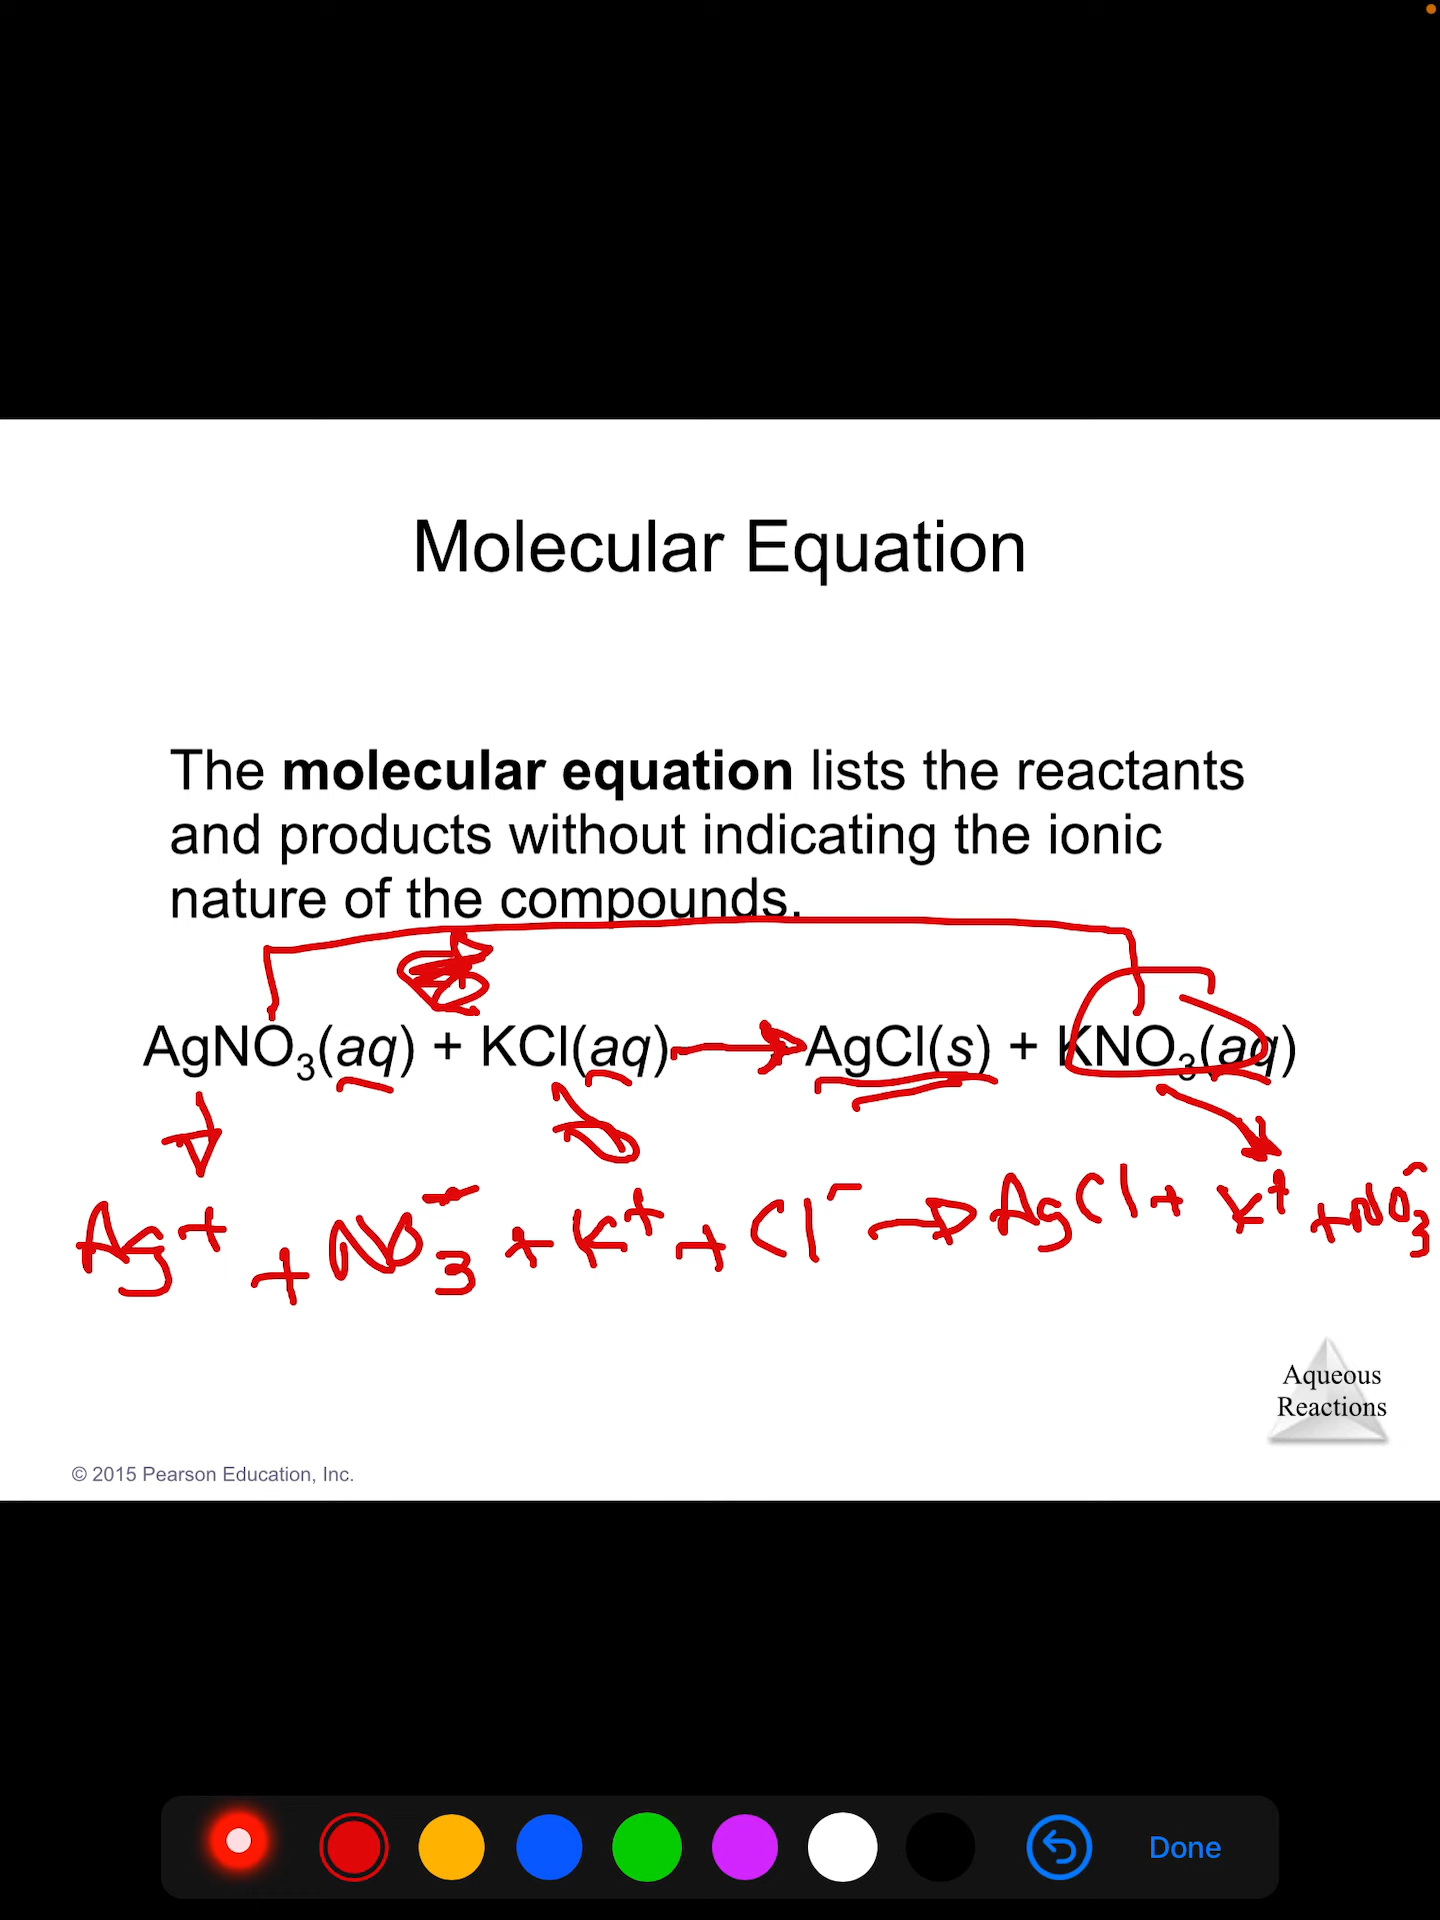 Molecular Equation
The molecular equation lists the reactants
and products without indicating the ionic
nature of the compounds.
AgNO₃(aq) + KCl(aq) → AgCl(s) + KNO₃(aq)
Ag⁺ + NO₃⁻ + K⁺ + Cl⁻ → AgCl + K⁺ + NO₃⁻
Aqueous
Reactions
© 2015 Pearson Education, Inc.
Done